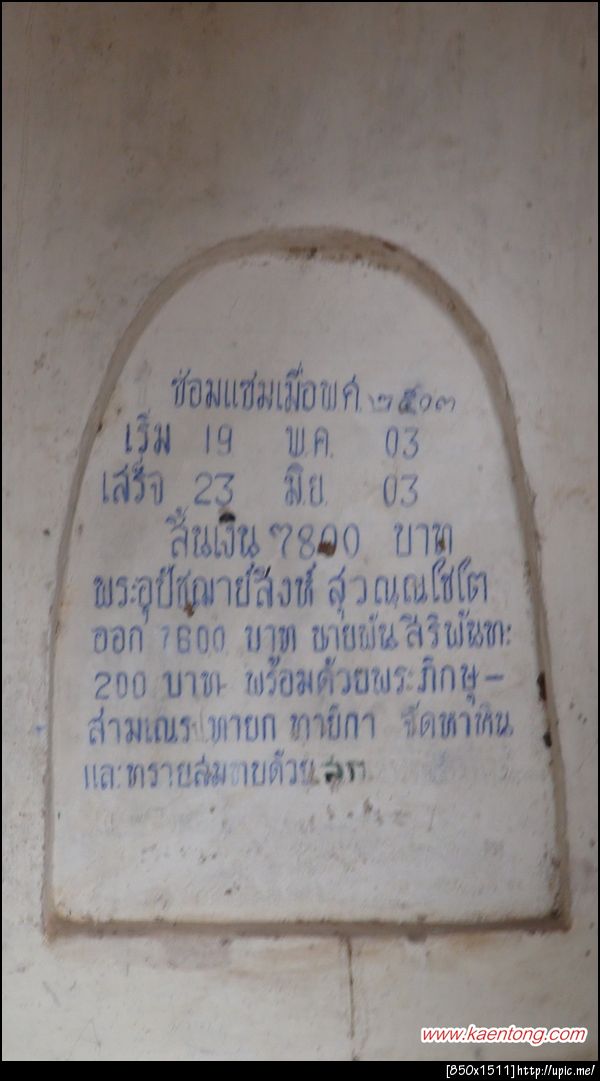 ซ่อมแซมเมื่อพศ. ๒๕๐๓
เริ่ม 19 พ.ค. 03
เสร็จ 23 มิ.ย. 03
สิ้นเงิน 7800 บาท
พระอุปัชฌาย์สิงห์ สุวณฺณโชโต
ออก 7600 บาท นายพัน สิริพันทะ
200 บาท พร้อมด้วยพระภิกษุ-
สามเณร ทายก ทายิกา จัดหาหิน
และทรายสมทบด้วย
www.kaentong.com
[850x1511]http://upic.me/